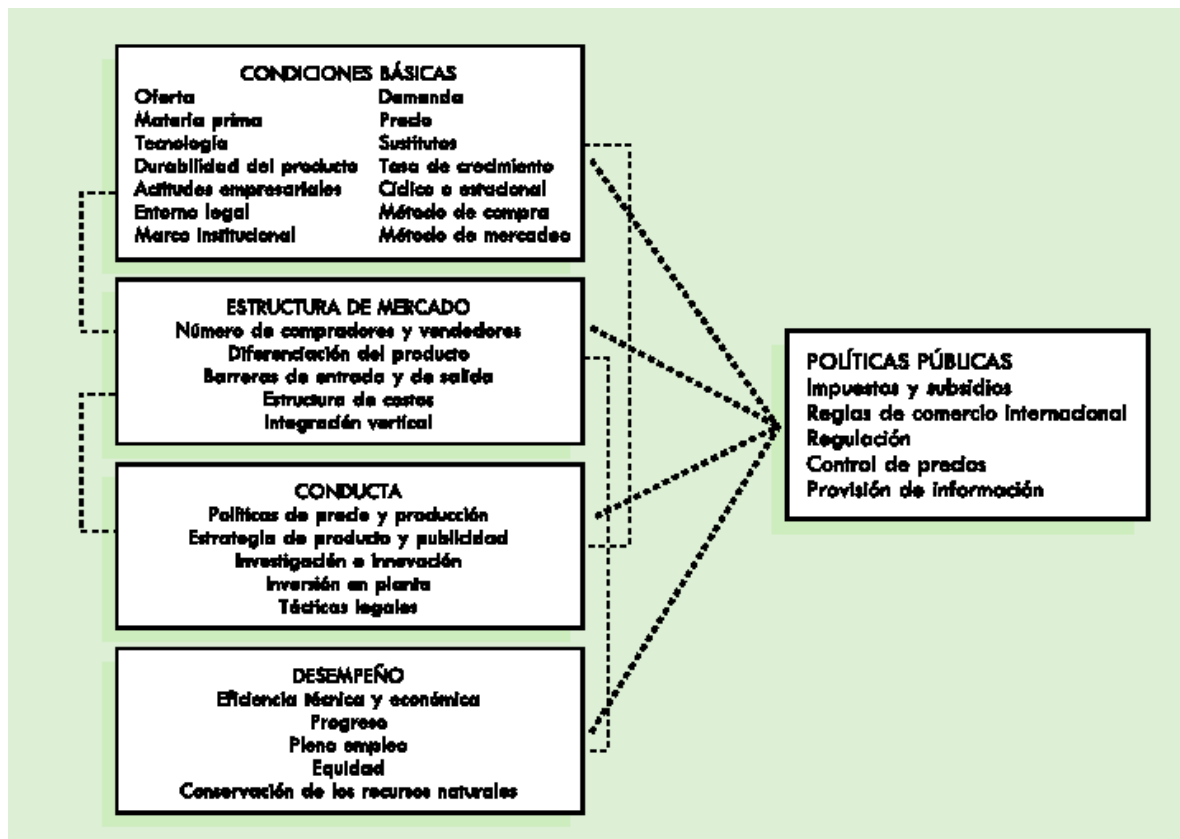 CONDICIONES BÁSICAS
Oferta Demanda
Materia prima Precio
Tecnología Sustitutos
Durabilidad del producto Tasa de crecimiento
Actitudes empresariales Cíclico o estacional
Entorno legal Método de compra
Marco institucional Método de mercadeo
ESTRUCTURA DE MERCADO
Número de compradores y vendedores
Diferenciación del producto
Barreras de entrada y de salida
Estructura de costos
Integración vertical
CONDUCTA
Políticas de precio y producción
Estrategia de producto y publicidad
Investigación e innovación
Inversión en planta
Tácticas legales
DESEMPEÑO
Eficiencia técnica y económica
Progreso
Pleno empleo
Equidad
Conservación de los recursos naturales
POLÍTICAS PÚBLICAS
Impuestos y subsidios
Reglas de comercio internacional
Regulación
Control de precios
Provisión de información